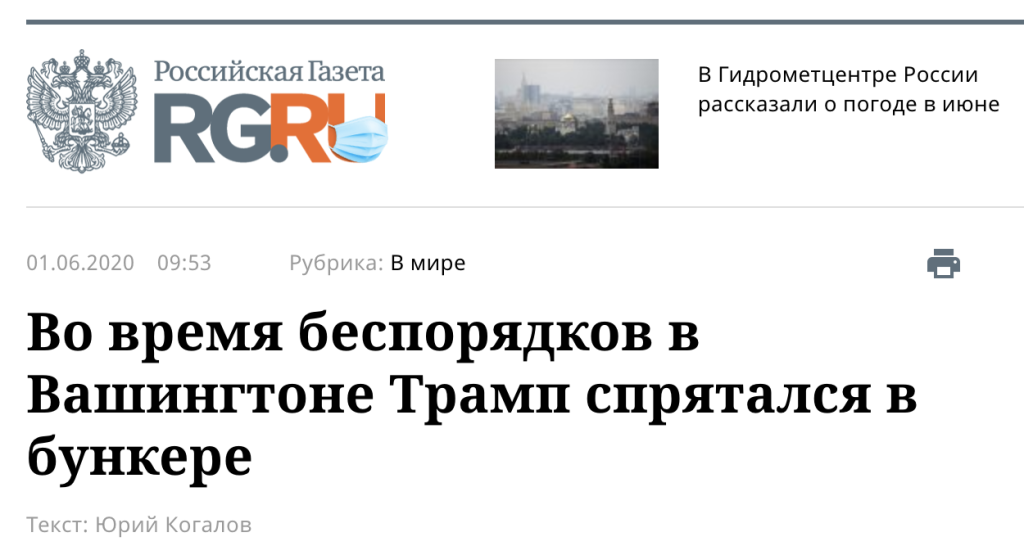 Российская Газета
RG.RU
В Гидрометцентре России
рассказали о погоде в июне
01.06.2020 09:53 Рубрика: В мире
Во время беспорядков в
Вашингтоне Трамп спрятался в
бункере
Текст: Юрий Когалов